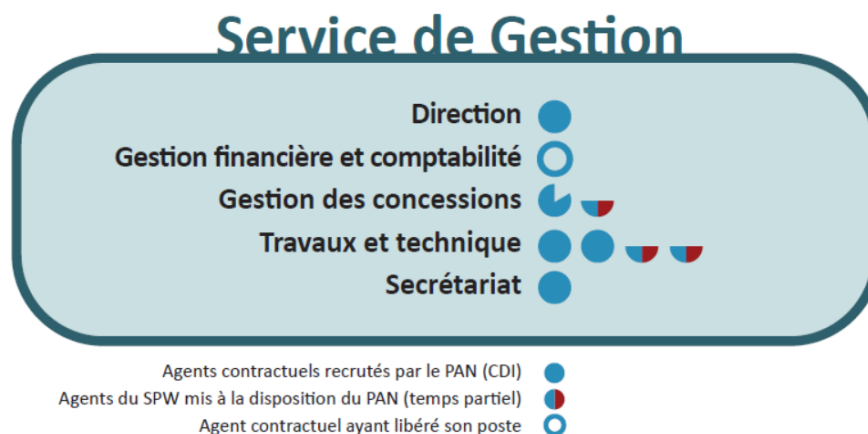 Service de Gestion
Direction
Gestion financière et comptabilité
Gestion des concessions
Travaux et technique
Secrétariat
Agents contractuels recrutés par le PAN (CDI)
Agents du SPW mis à la disposition du PAN (temps partiel)
Agent contractuel ayant libéré son poste